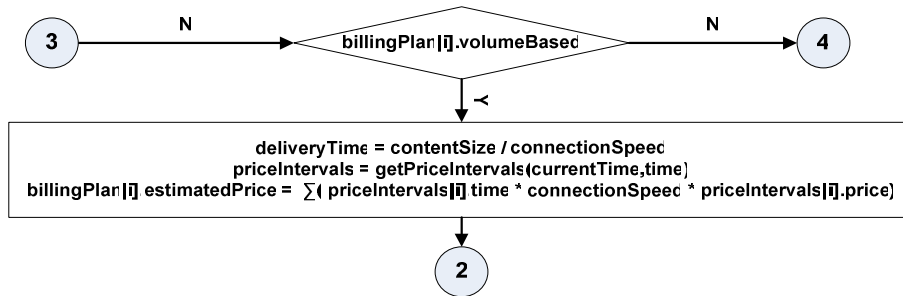 N
N
3
billingPlan[i].volumeBased
4
Y
deliveryTime = contentSize / connectionSpeed
priceIntervals = getPriceIntervals(currentTime,time)
billingPlan[i].estimatedPrice = ∑( priceIntervals[i].time * connectionSpeed * priceIntervals[i].price)
2